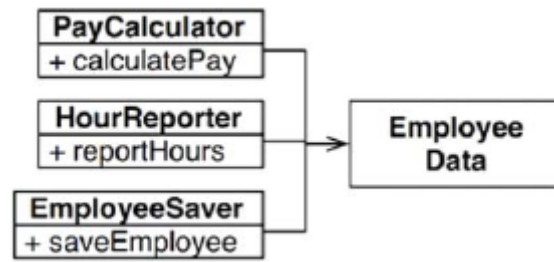 PayCalculator
+ calculatePay
HourReporter
+ reportHours
EmployeeSaver
+ saveEmployee
Employee
Data